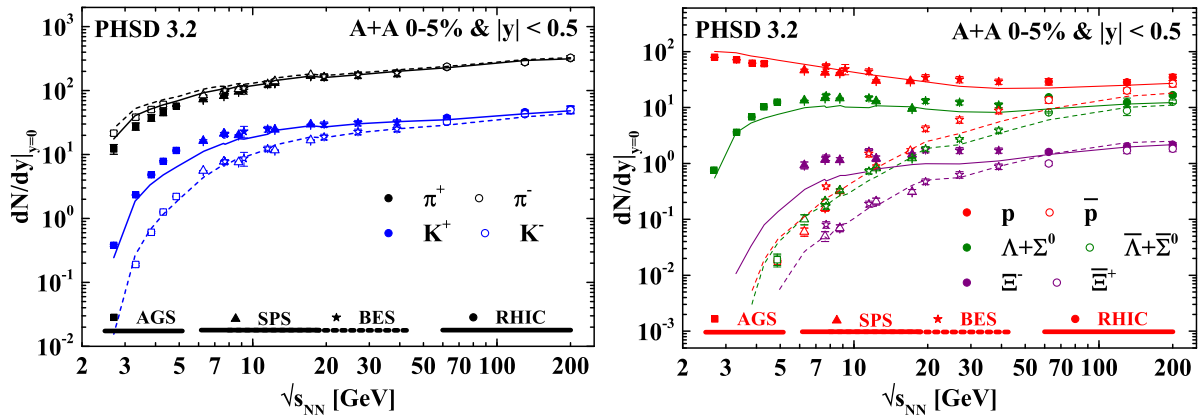 PHSD 3.2 A+A 0-5% & |y| < 0.5
10³
10²
10¹
10⁰
10⁻¹
10⁻²
dN/dy|y=0
π⁺ π⁻
K⁺ K⁻
AGS SPS BES RHIC
2 3 4 5 7 10 20 30 50 70 100 200
√sNN [GeV]
PHSD 3.2 A+A 0-5% & |y| < 0.5
10²
10¹
10⁰
10⁻¹
10⁻²
10⁻³
dN/dy|y=0
p p̅
Λ+Σ⁰ Λ̅+Σ̅⁰
Ξ⁻ Ξ̅⁺
AGS SPS BES RHIC
2 3 4 5 7 10 20 30 50 70 100 200
√sNN [GeV]